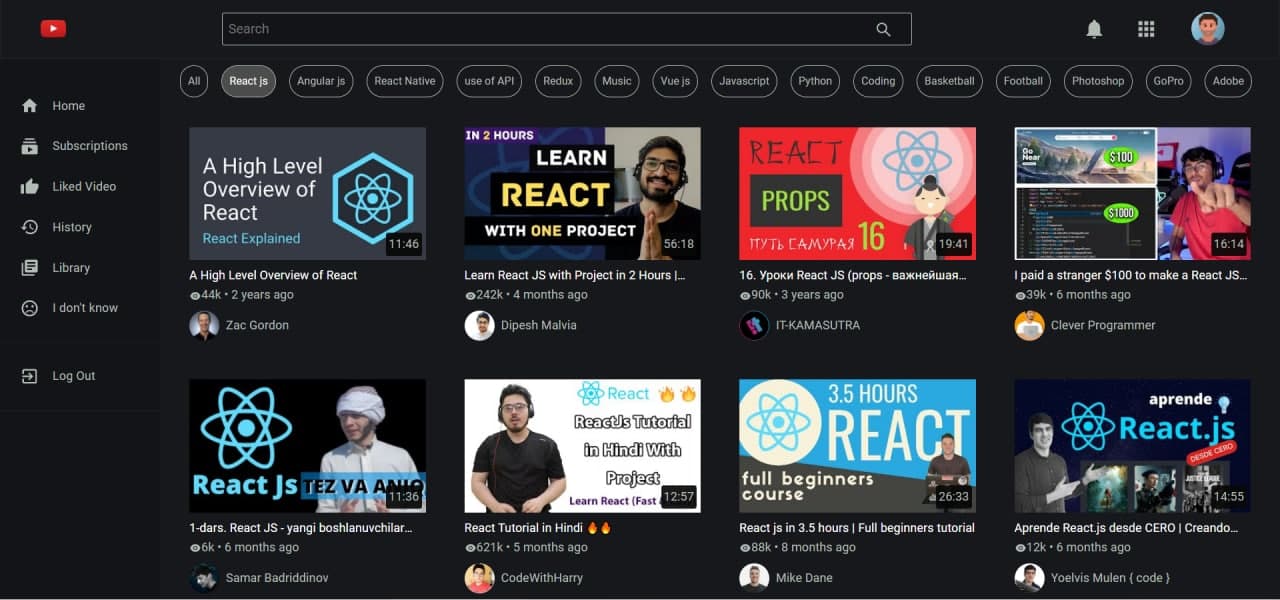 Search
All
React js
Angular js
React Native
use of API
Redux
Music
Vue js
Javascript
Python
Coding
Basketball
Football
Photoshop
GoPro
Adobe
Home
Subscriptions
Liked Video
History
Library
I don't know
Log Out
A High Level
Overview of
React
React Explained
11:46
A High Level Overview of React
44k • 2 years ago
Zac Gordon
IN 2 HOURS
LEARN
REACT
WITH ONE PROJECT
56:18
Learn React JS with Project in 2 Hours |...
242k • 4 months ago
Dipesh Malvia
REACT
PROPS
ПУТЬ САМУРАЯ 16
19:41
16. Уроки React JS (props - важнейшая...
90k • 3 years ago
IT-KAMASUTRA
Go
Near
$100
$1000
16:14
I paid a stranger $100 to make a React JS...
39k • 6 months ago
Clever Programmer
React Js TEZ VA ANIQ
11:36
1-dars. React JS - yangi boshlanuvchilar...
6k • 6 months ago
Samar Badriddinov
React
ReactJs Tutorial
in Hindi With
Project
Learn React (Fast
12:57
React Tutorial in Hindi 🔥🔥
621k • 5 months ago
CodeWithHarry
3.5 HOURS
REACT
full beginners
course
26:33
React js in 3.5 hours | Full beginners tutorial
88k • 8 months ago
Mike Dane
aprende
React.js
DESDE CERO
JUSTICE LEAGUE
14:55
Aprende React.js desde CERO | Creando...
12k • 6 months ago
Yoelvis Mulen { code }